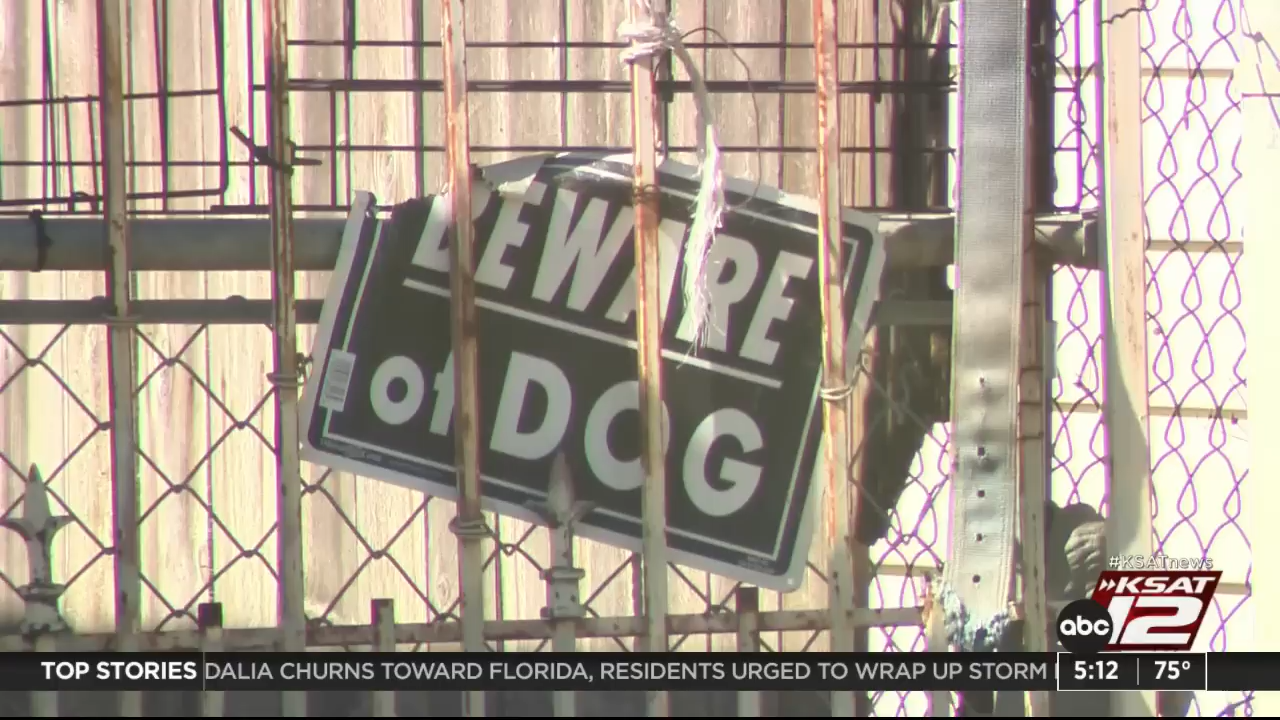 BEWARE
of DOG
#KSATnews
KSAT
abc 12
TOP STORIES DALIA CHURNS TOWARD FLORIDA, RESIDENTS URGED TO WRAP UP STORM 5:12 75°